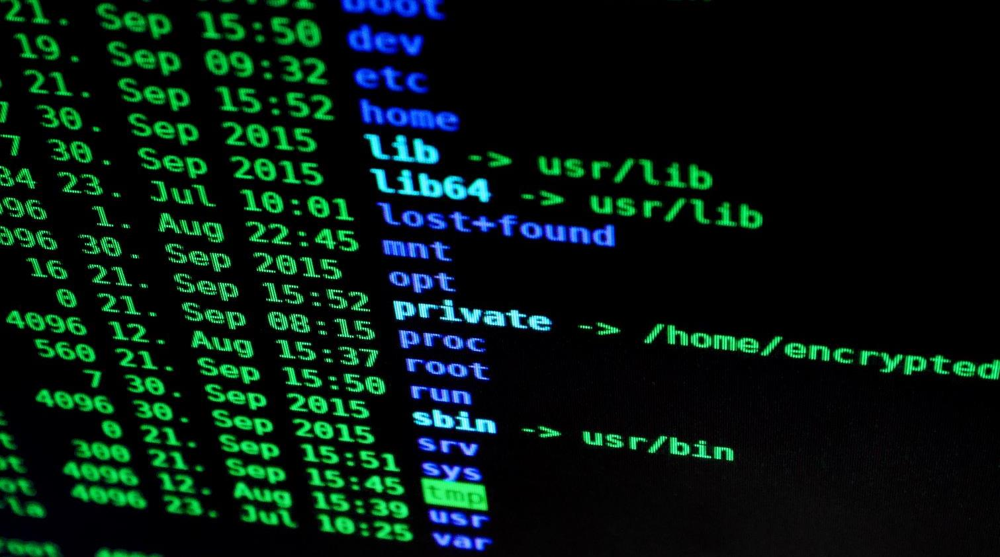 boot
21. Sep 15:50 dev
19. Sep 09:32 etc
21. Sep 15:52 home
7 30. Sep 2015 lib -> usr/lib
7 30. Sep 2015 lib64 -> usr/lib
84 23. Jul 10:01 lost+found
096 1. Aug 22:45 mnt
096 30. Sep 2015 opt
16 21. Sep 15:52 private -> /home/encrypted
0 21. Sep 08:15 proc
4096 12. Aug 15:37 root
560 21. Sep 15:50 run
7 30. Sep 2015 sbin -> usr/bin
4096 30. Sep 2015 srv
0 21. Sep 15:51 sys
300 21. Sep 15:45 tmp
4096 12. Aug 15:39 usr
4096 23. Jul 10:25 var